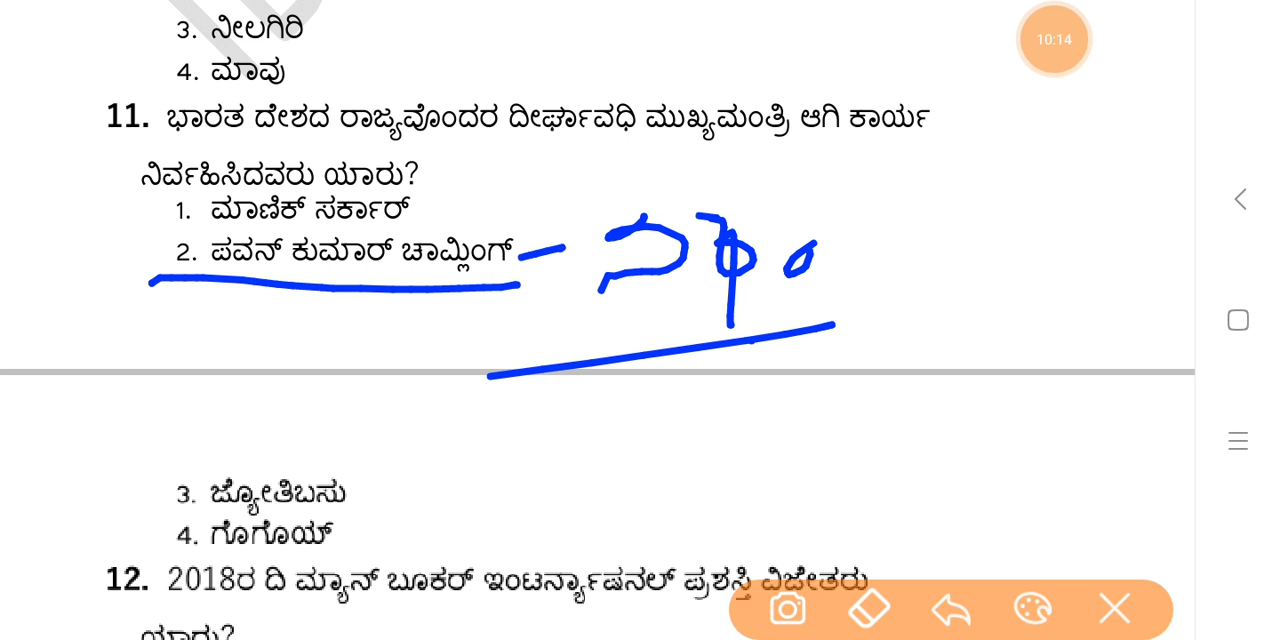 3. ನೀಲಗಿರಿ
10:14
4. ಮಾವು
11. ಭಾರತ ದೇಶದ ರಾಜ್ಯವೊಂದರ ದೀರ್ಘಾವಧಿ ಮುಖ್ಯಮಂತ್ರಿ ಆಗಿ ಕಾರ್ಯ
ನಿರ್ವಹಿಸಿದವರು ಯಾರು?
1. ಮಾಣಿಕ್ ಸರ್ಕಾರ್
2. ಪವನ್ ಕುಮಾರ್ ಚಾಮ್ಲಿಂಗ್ -
3. ಜ್ಯೋತಿಬಸು
4. ಗೊಗೊಯ್
12. 2018ರ ದಿ ಮ್ಯಾನ್ ಬೂಕರ್ ಇಂಟರ್ನ್ಯಾಷನಲ್ ಪ್ರಶಸ್ತಿ ವಿಜೇತರು
ಯಾರು?